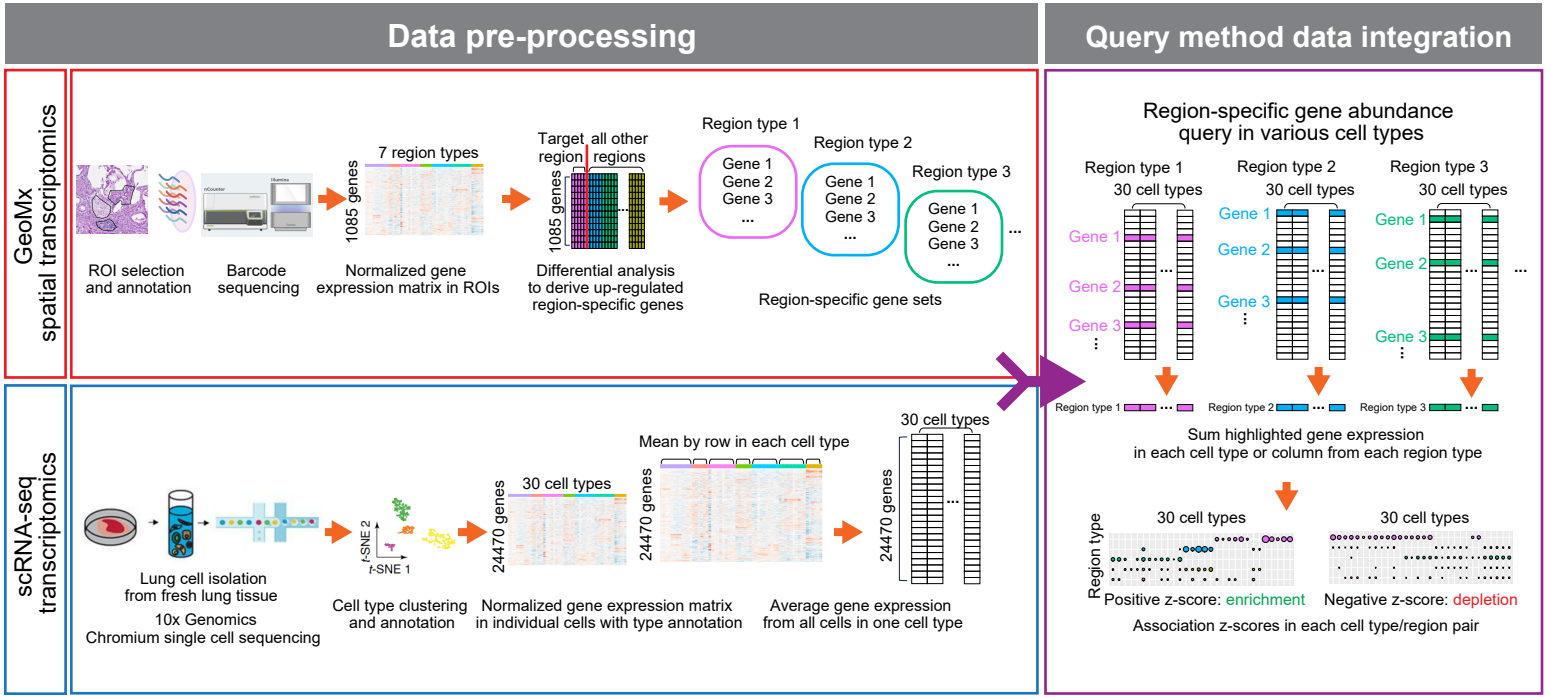 Data pre-processing
Query method data integration
GeoMx
spatial transcriptomics
nCounter
Illumina
ROI selection
and annotation
Barcode
sequencing
7 region types
1085 genes
Normalized gene
expression matrix in ROIs
Target all other
region regions
1085 genes
...
Differential analysis
to derive up-regulated
region-specific genes
Region type 1
Gene 1
Gene 2
Gene 3
...
Region type 2
Gene 1
Gene 2
Gene 3
...
Region type 3
Gene 1
Gene 2
Gene 3
...
...
Region-specific gene sets
scRNA-seq
transcriptomics
Lung cell isolation
from fresh lung tissue
10x Genomics
Chromium single cell sequencing
t-SNE 2
t-SNE 1
Cell type clustering
and annotation
30 cell types
24470 genes
Normalized gene expression matrix
in individual cells with type annotation
Mean by row in each cell type
24470 genes
30 cell types
24470 genes
...
Average gene expression
from all cells in one cell type
Region-specific gene abundance
query in various cell types
Region type 1
30 cell types
Gene 1
Gene 2
Gene 3
...
...
Region type 2
30 cell types
Gene 1
Gene 2
Gene 3
...
...
Region type 3
30 cell types
Gene 1
Gene 2
Gene 3
...
...
...
Region type 1 ...
Region type 2 ...
Region type 3 ...
Sum highlighted gene expression
in each cell type or column from each region type
30 cell types
30 cell types
Region type
Positive z-score: enrichment
Negative z-score: depletion
Association z-scores in each cell type/region pair